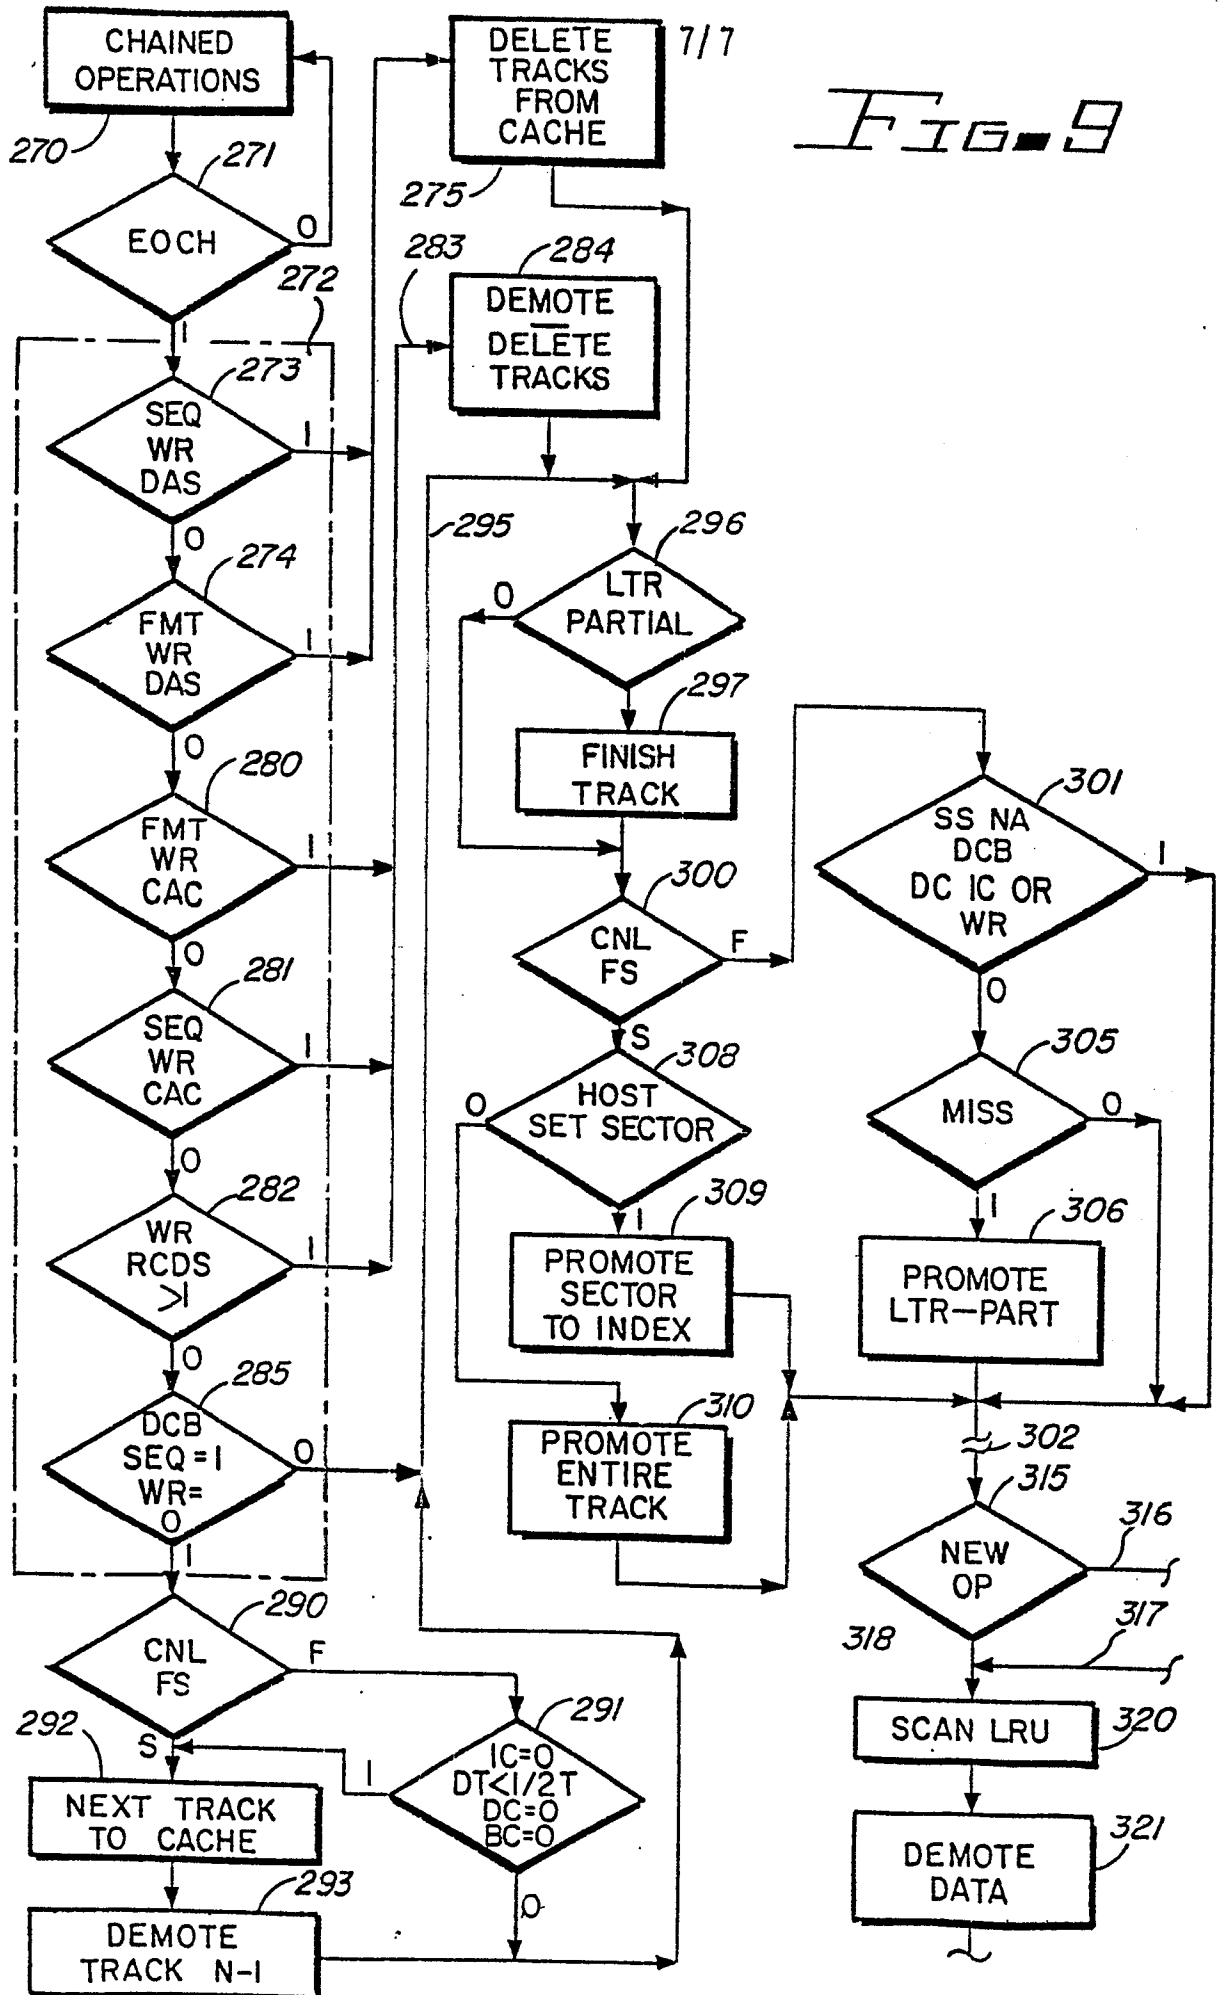 7/7
FIG. 9
CHAINED
OPERATIONS
270
271
EOCH
0
1
272
273
SEQ
WR
DAS
1
0
274
FMT
WR
DAS
1
0
280
FMT
WR
CAC
1
0
281
SEQ
WR
CAC
1
0
282
WR
RCDS
>1
1
0
285
DCB
SEQ=1
WR=
0
0
1
290
CNL
FS
F
S
291
IC=0
DT<1/2T
DC=0
BC=0
1
0
292
NEXT TRACK
TO CACHE
293
DEMOTE
TRACK N-1
DELETE
TRACKS
FROM
CACHE
275
283
284
DEMOTE
DELETE
TRACKS
295
296
LTR
PARTIAL
0
297
FINISH
TRACK
300
CNL
FS
F
S
308
HOST
SET SECTOR
0
1
309
PROMOTE
SECTOR
TO INDEX
310
PROMOTE
ENTIRE
TRACK
301
SS NA
DCB
DC IC OR
WR
1
0
305
MISS
0
1
306
PROMOTE
LTR-PART
302
315
NEW
OP
316
317
318
SCAN LRU
320
321
DEMOTE
DATA